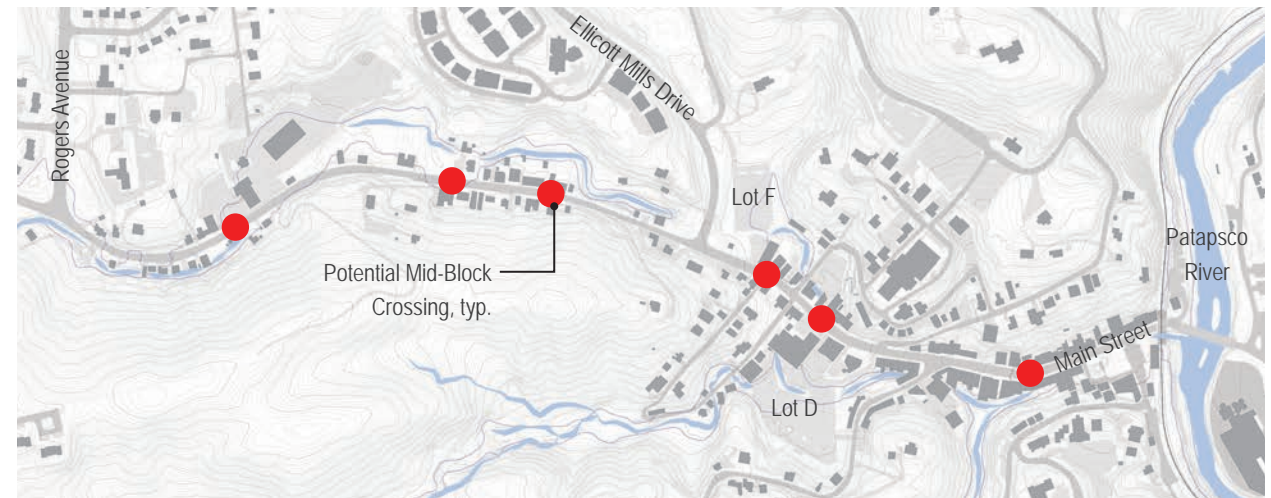 Rogers Avenue
Ellicott Mills Drive
Lot F
Patapsco
River
Potential Mid-Block
Crossing, typ.
Main Street
Lot D